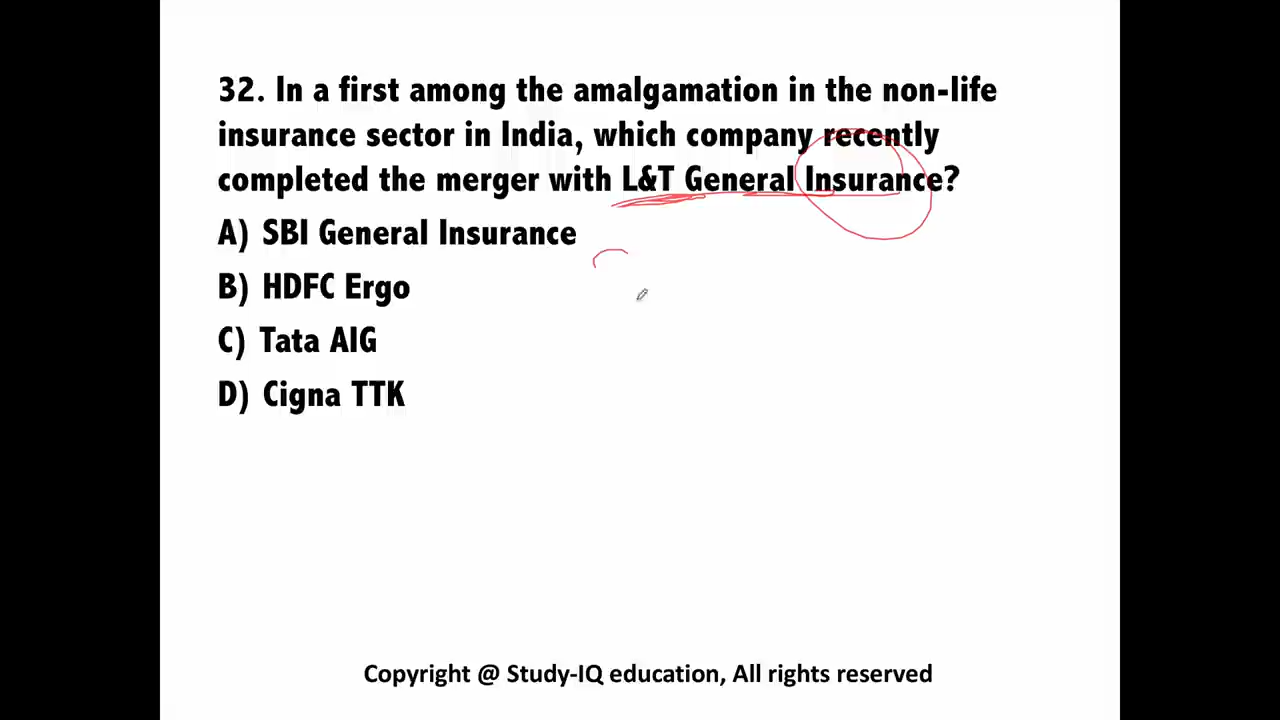 32. In a first among the amalgamation in the non-life
insurance sector in India, which company recently
completed the merger with L&T General Insurance?
A) SBI General Insurance
B) HDFC Ergo
C) Tata AIG
D) Cigna TTK
Copyright @ Study-IQ education, All rights reserved